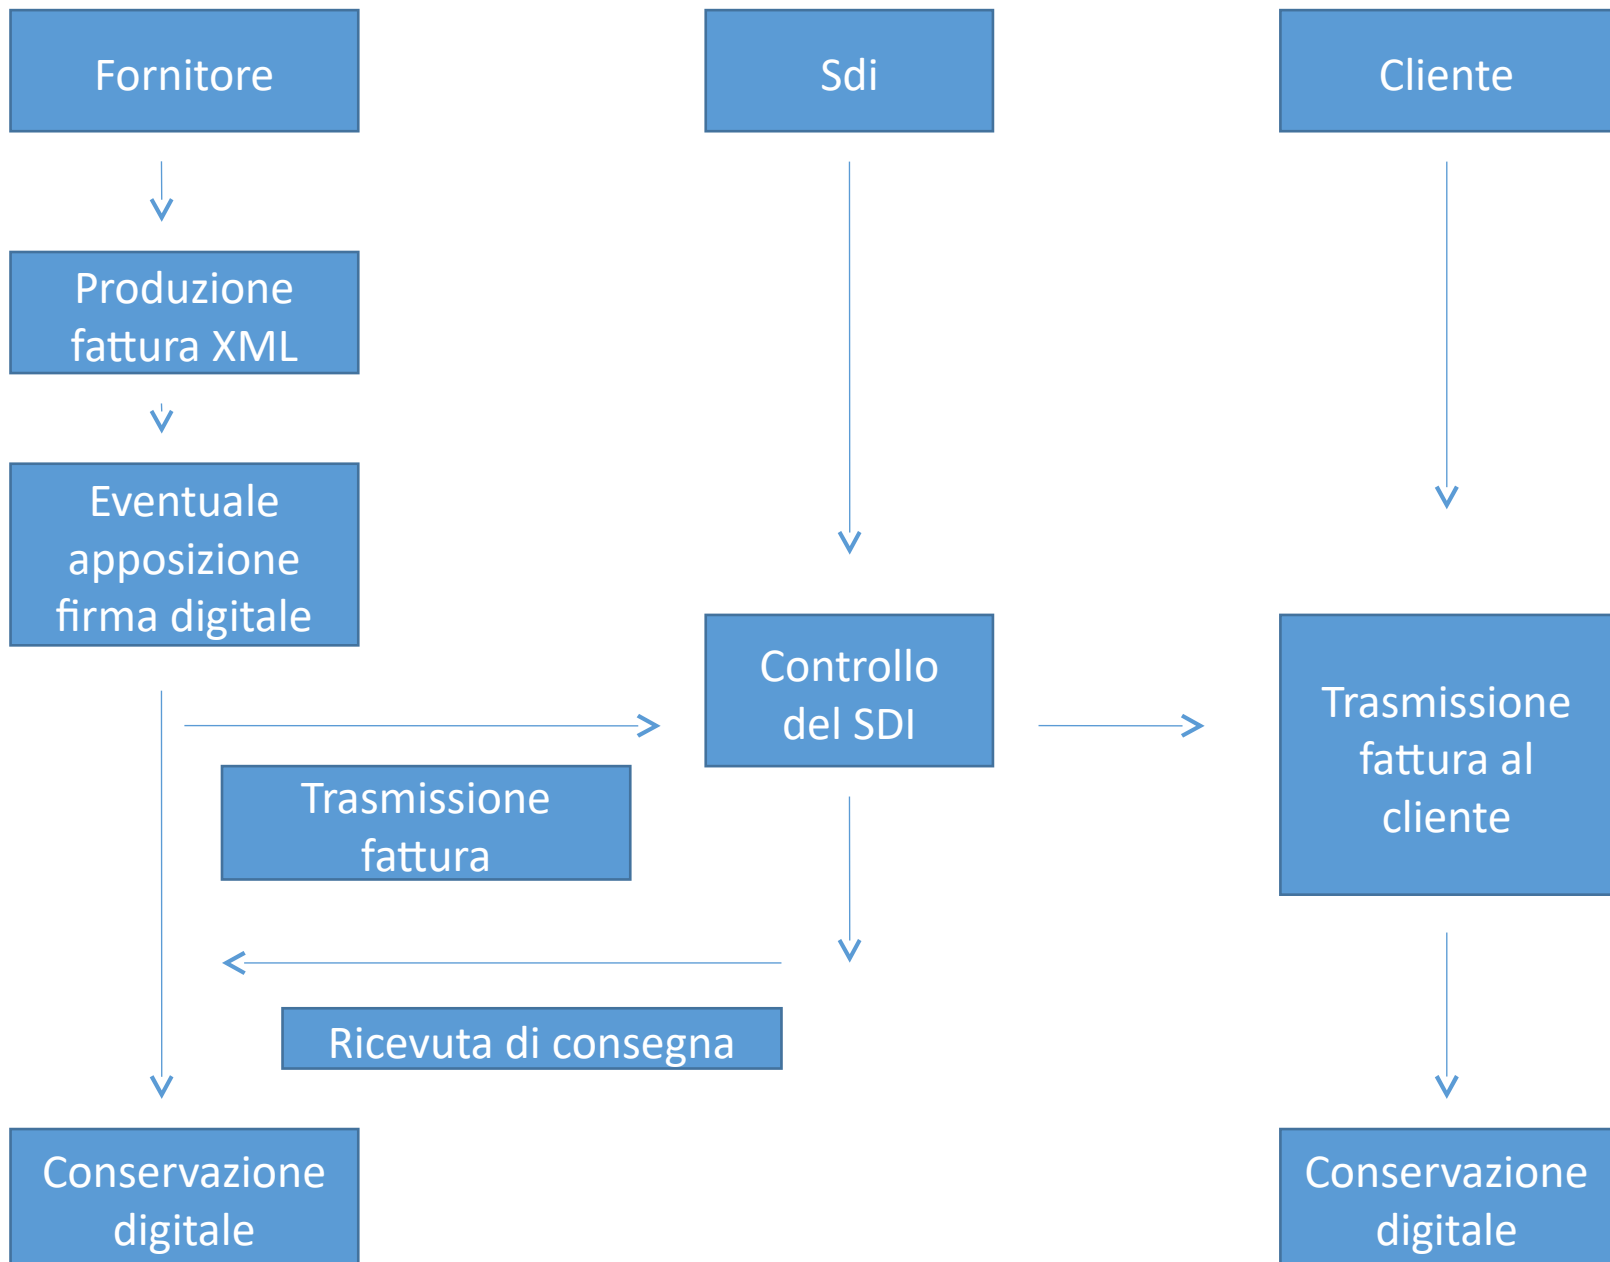 Fornitore
Sdi
Cliente
Produzione
fattura XML
Eventuale
apposizione
firma digitale
Controllo
del SDI
Trasmissione
fattura al
cliente
Trasmissione
fattura
Ricevuta di consegna
Conservazione
digitale
Conservazione
digitale